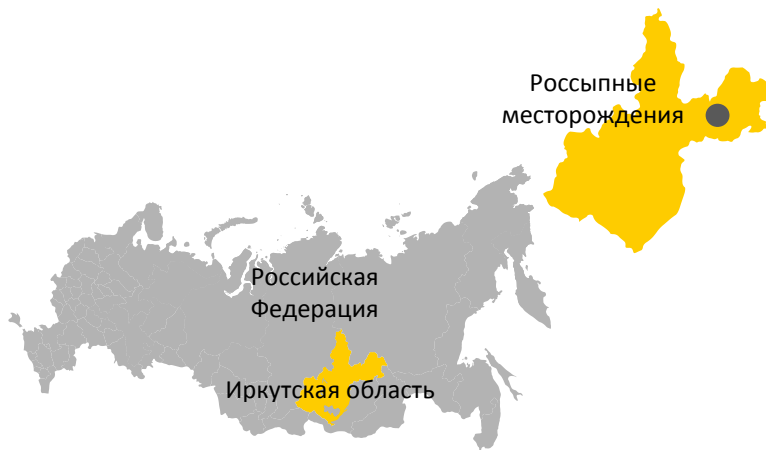 Россыпные
месторождения
Российская
Федерация
Иркутская область